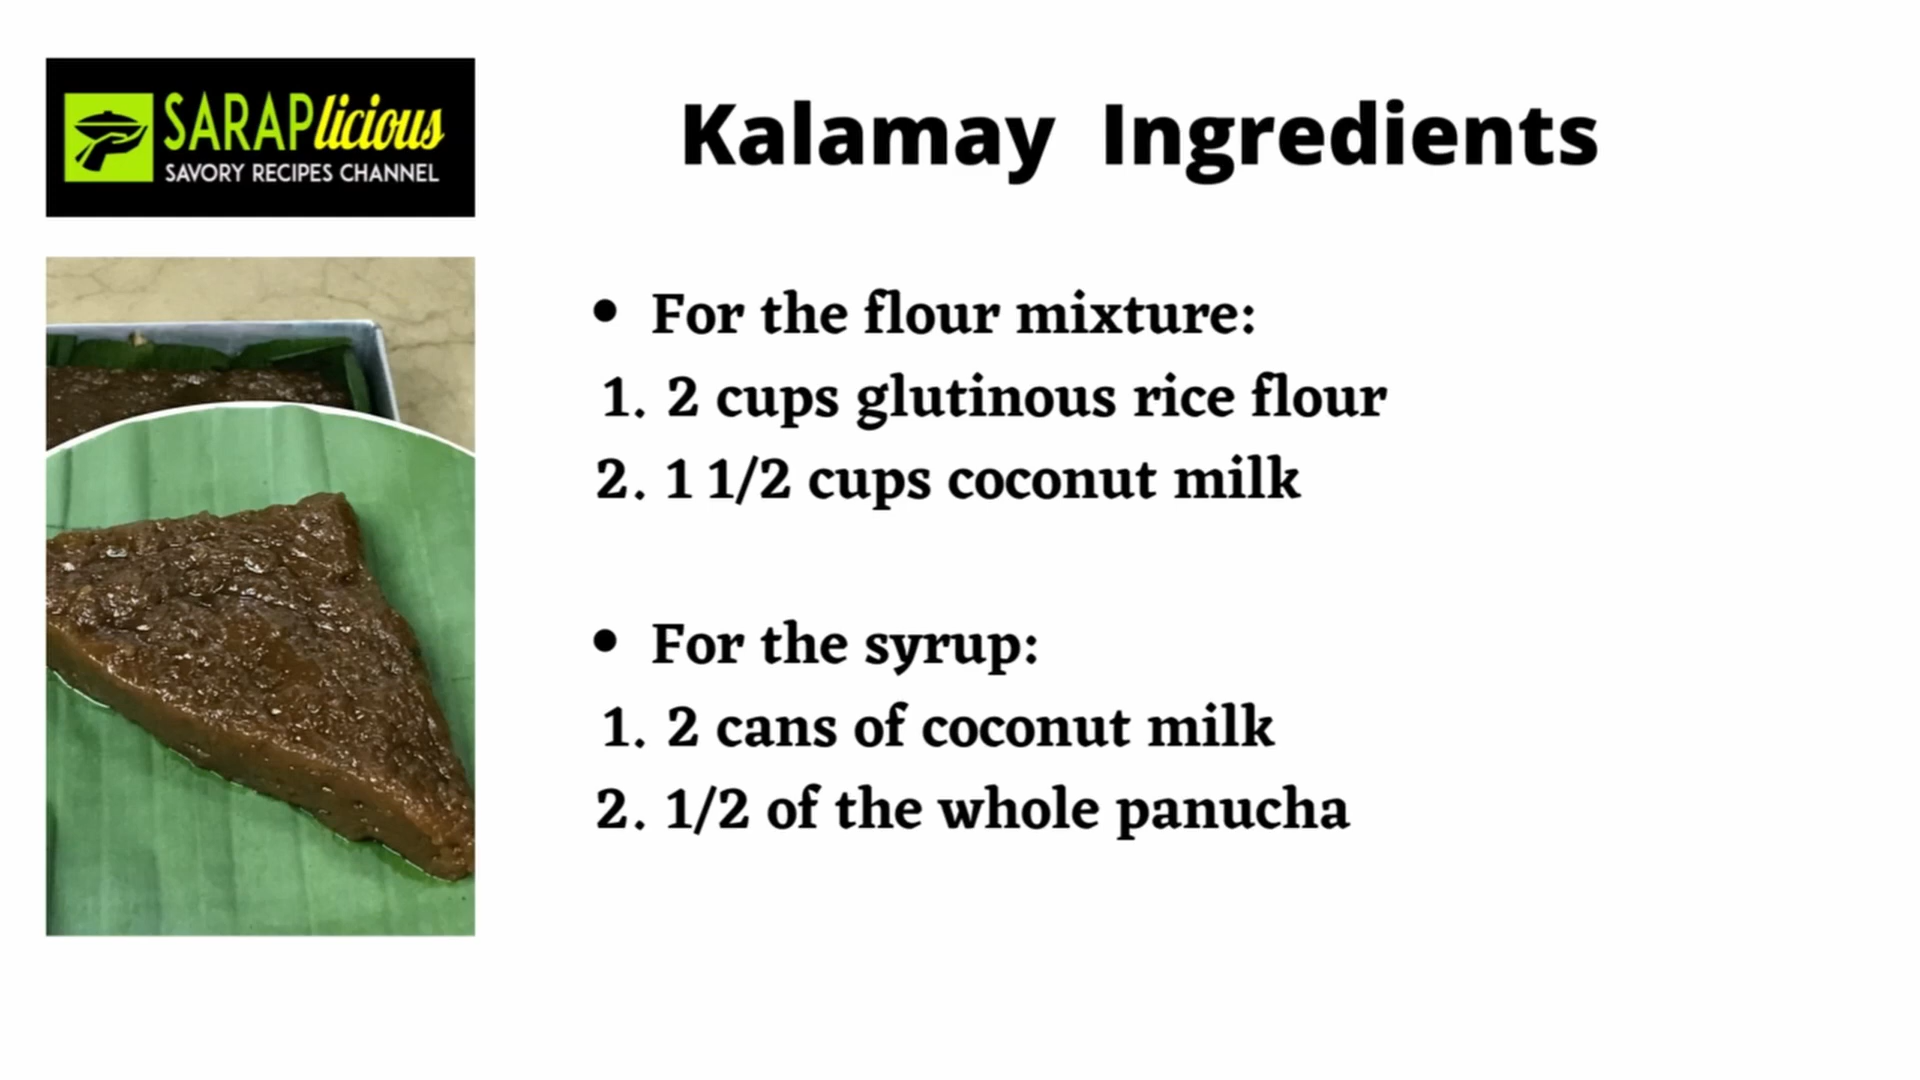 SARAPlicious
SAVORY RECIPES CHANNEL
Kalamay Ingredients
• For the flour mixture:
1. 2 cups glutinous rice flour
2. 1 1/2 cups coconut milk
• For the syrup:
1. 2 cans of coconut milk
2. 1/2 of the whole panucha